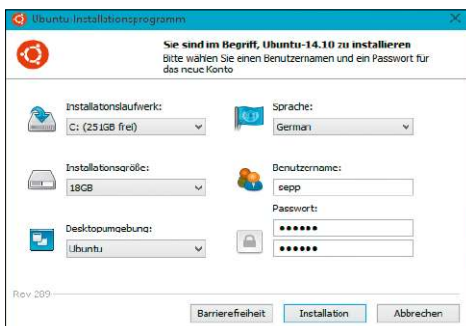 Ubuntu-Installationsprogramm
Sie sind im Begriff, Ubuntu-14.10 zu installieren
Bitte wählen Sie einen Benutzernamen und ein Passwort für
das neue Konto
Installationslaufwerk:
C: (251GB frei)
Sprache:
German
Installationsgröße:
18GB
Benutzername:
sepp
Passwort:
••••••
••••••
Desktopumgebung:
Ubuntu
Rev 289
Barrierefreiheit
Installation
Abbrechen